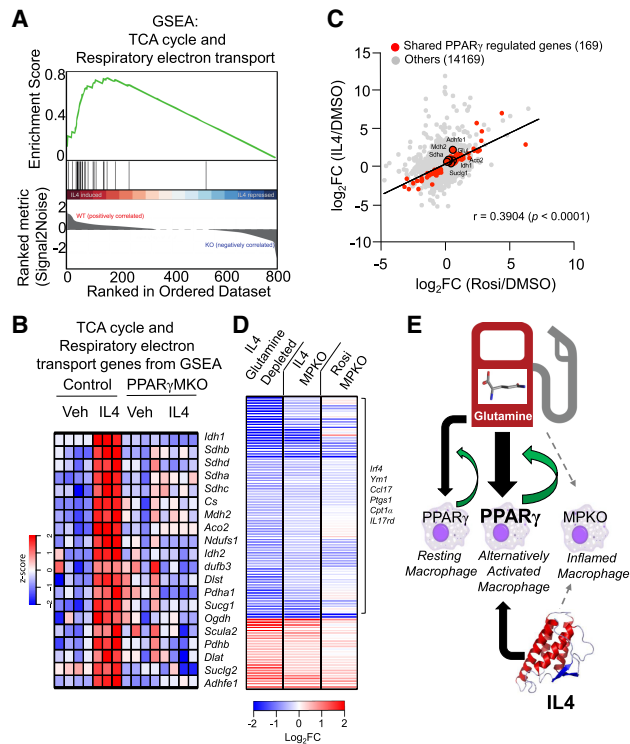 A
GSEA:
TCA cycle and
Respiratory electron transport
Enrichment Score
0.8
0.4
0
IL4 induced
IL4 repressed
Ranked metric
(Signal2Noise)
2
0
-2
WT (positively correlated)
KO (negatively correlated)
0
200
400
600
800
Ranked in Ordered Dataset
C
Shared PPARγ regulated genes (169)
Others (14169)
log2FC (IL4/DMSO)
15
10
5
0
-5
-10
Adhfe1
Mdh2
Sdha
Aco2
Idh1
Suclg1
r = 0.3904 (p < 0.0001)
-5
0
5
10
log2FC (Rosi/DMSO)
B
TCA cycle and
Respiratory electron
transport genes from GSEA
Control
PPARγMKO
Veh
IL4
Veh
IL4
Idh1
Sdhb
Sdhd
Sdha
Sdhc
Cs
Mdh2
Aco2
Ndufs1
Idh2
dufb3
Dlst
Pdha1
Sucg1
Ogdh
Scula2
Pdhb
Dlat
Suclg2
Adhfe1
z-score
2
1
0
-1
-2
D
IL4
Glutamine
Depleted
IL4
MPKO
Rosi
MPKO
Irf4
Ym1
Ccl17
Ptgs1
Cpt1α
IL17rd
-2
-1
0
1
2
Log2FC
E
Glutamine
PPARγ
PPARγ
MPKO
Resting
Macrophage
Alternatively
Activated
Macrophage
Inflamed
Macrophage
IL4